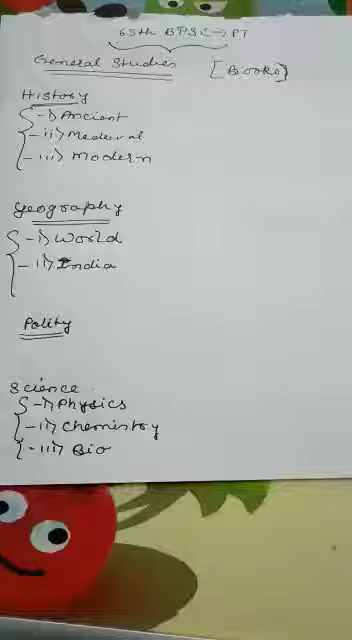 65th BPSC → PT
General Studies [Books]
History
i) Ancient
ii) Medieval
iii) Modern
Geography
i) World
ii) India
Polity
Science
i) Physics
ii) Chemistry
iii) Bio